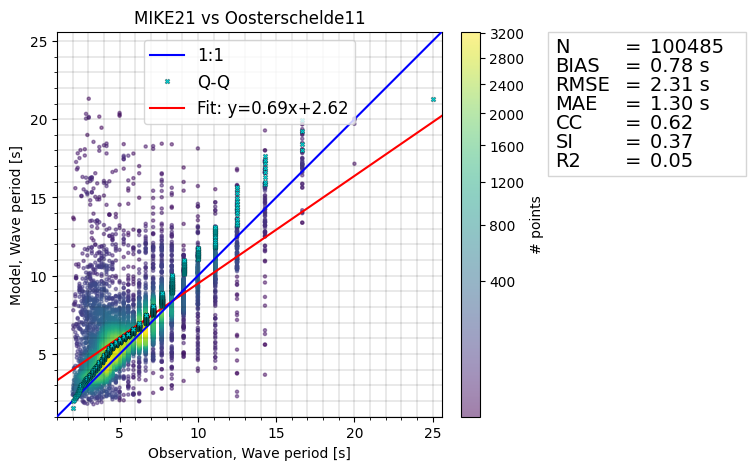 MIKE21 vs Oosterschelde11
1:1
Q-Q
Fit: y=0.69x+2.62
25
20
15
10
5
Model, Wave period [s]
5 10 15 20 25
Observation, Wave period [s]
3200
2800
2400
2000
1600
1200
800
400
# points
N = 100485
BIAS = 0.78 s
RMSE = 2.31 s
MAE = 1.30 s
CC = 0.62
SI = 0.37
R2 = 0.05